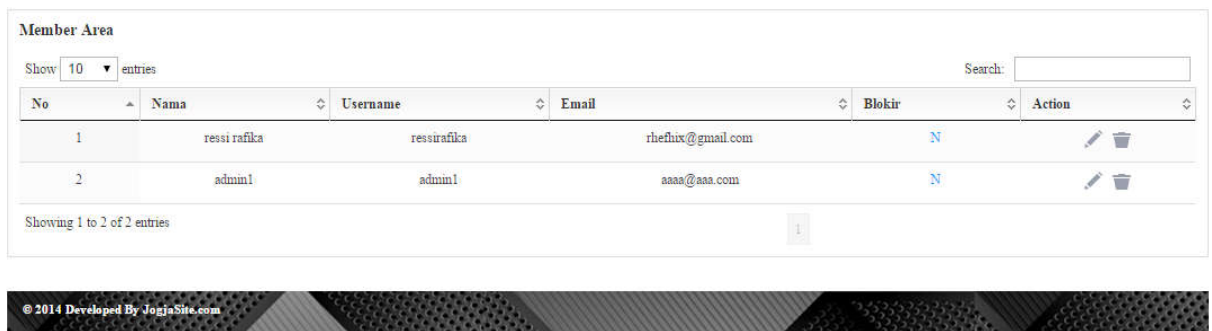 Member Area
Show 10 entries Search:
No Nama Username Email Blokir Action
1 ressi rafika ressirafika rhefhix@gmail.com N
2 admin1 admin1 aaaa@aaa.com N
Showing 1 to 2 of 2 entries 1
© 2014 Developed By JogjaSite.com